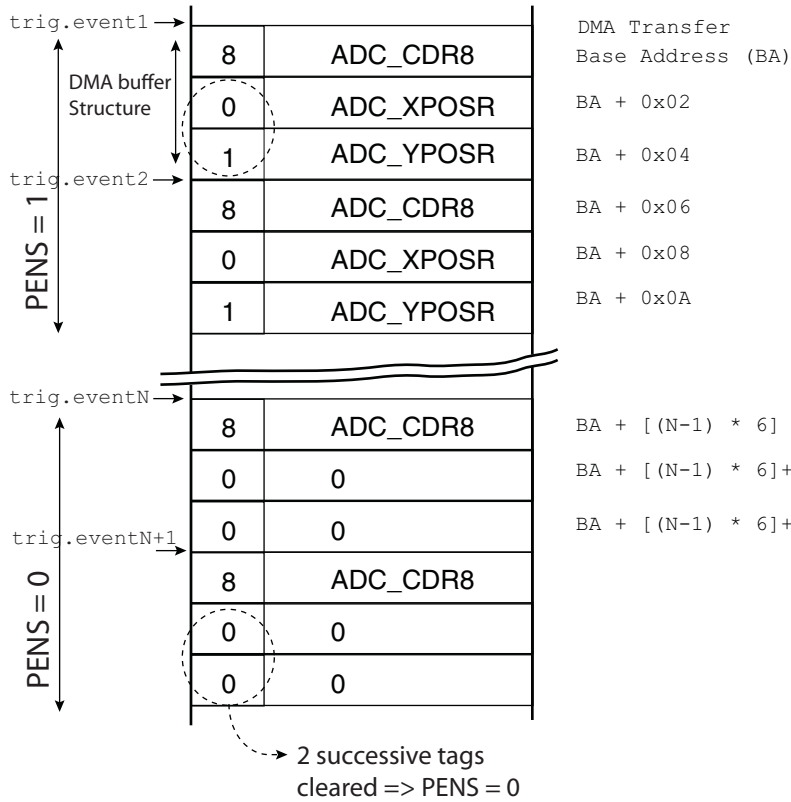 trig.event1
DMA Transfer
8 ADC_CDR8 Base Address (BA)
DMA buffer
Structure
0 ADC_XPOSR BA + 0x02
1 ADC_YPOSR BA + 0x04
trig.event2
8 ADC_CDR8 BA + 0x06
PENS = 1
0 ADC_XPOSR BA + 0x08
1 ADC_YPOSR BA + 0x0A
trig.eventN
8 ADC_CDR8 BA + [(N-1) * 6]
0 0 BA + [(N-1) * 6]+
0 0 BA + [(N-1) * 6]+
trig.eventN+1
8 ADC_CDR8
PENS = 0
0 0
0 0
2 successive tags
cleared => PENS = 0